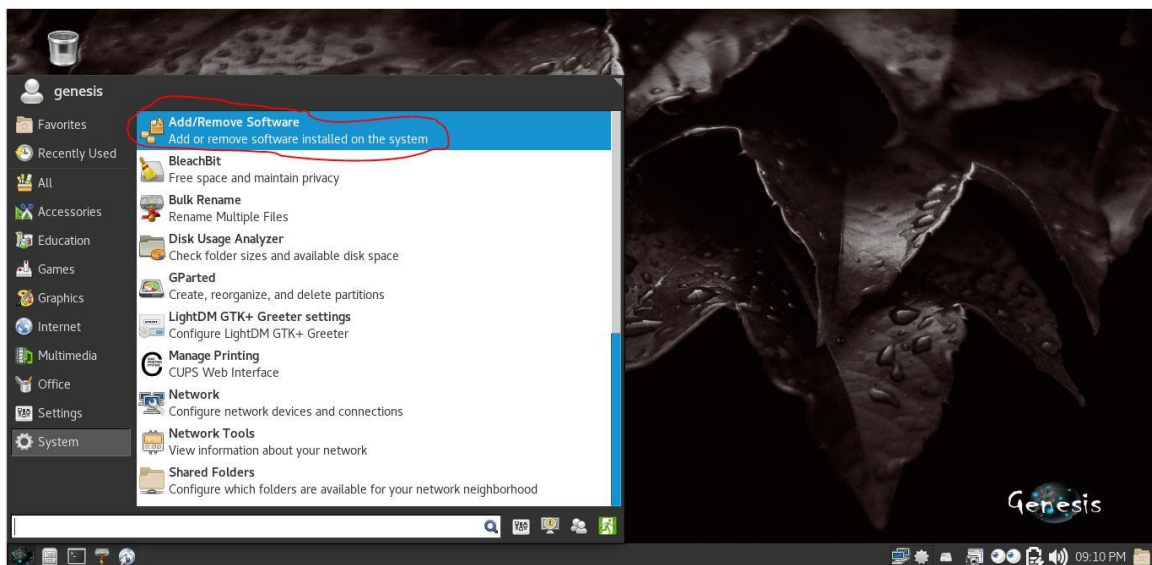 genesis
Favorites
Recently Used
All
Accessories
Education
Games
Graphics
Internet
Multimedia
Office
Settings
System
Add/Remove Software
Add or remove software installed on the system
BleachBit
Free space and maintain privacy
Bulk Rename
Rename Multiple Files
Disk Usage Analyzer
Check folder sizes and available disk space
GParted
Create, reorganize, and delete partitions
LightDM GTK+ Greeter settings
Configure LightDM GTK+ Greeter
Manage Printing
CUPS Web Interface
Network
Configure network devices and connections
Network Tools
View information about your network
Shared Folders
Configure which folders are available for your network neighborhood
Genesis
09:10 PM